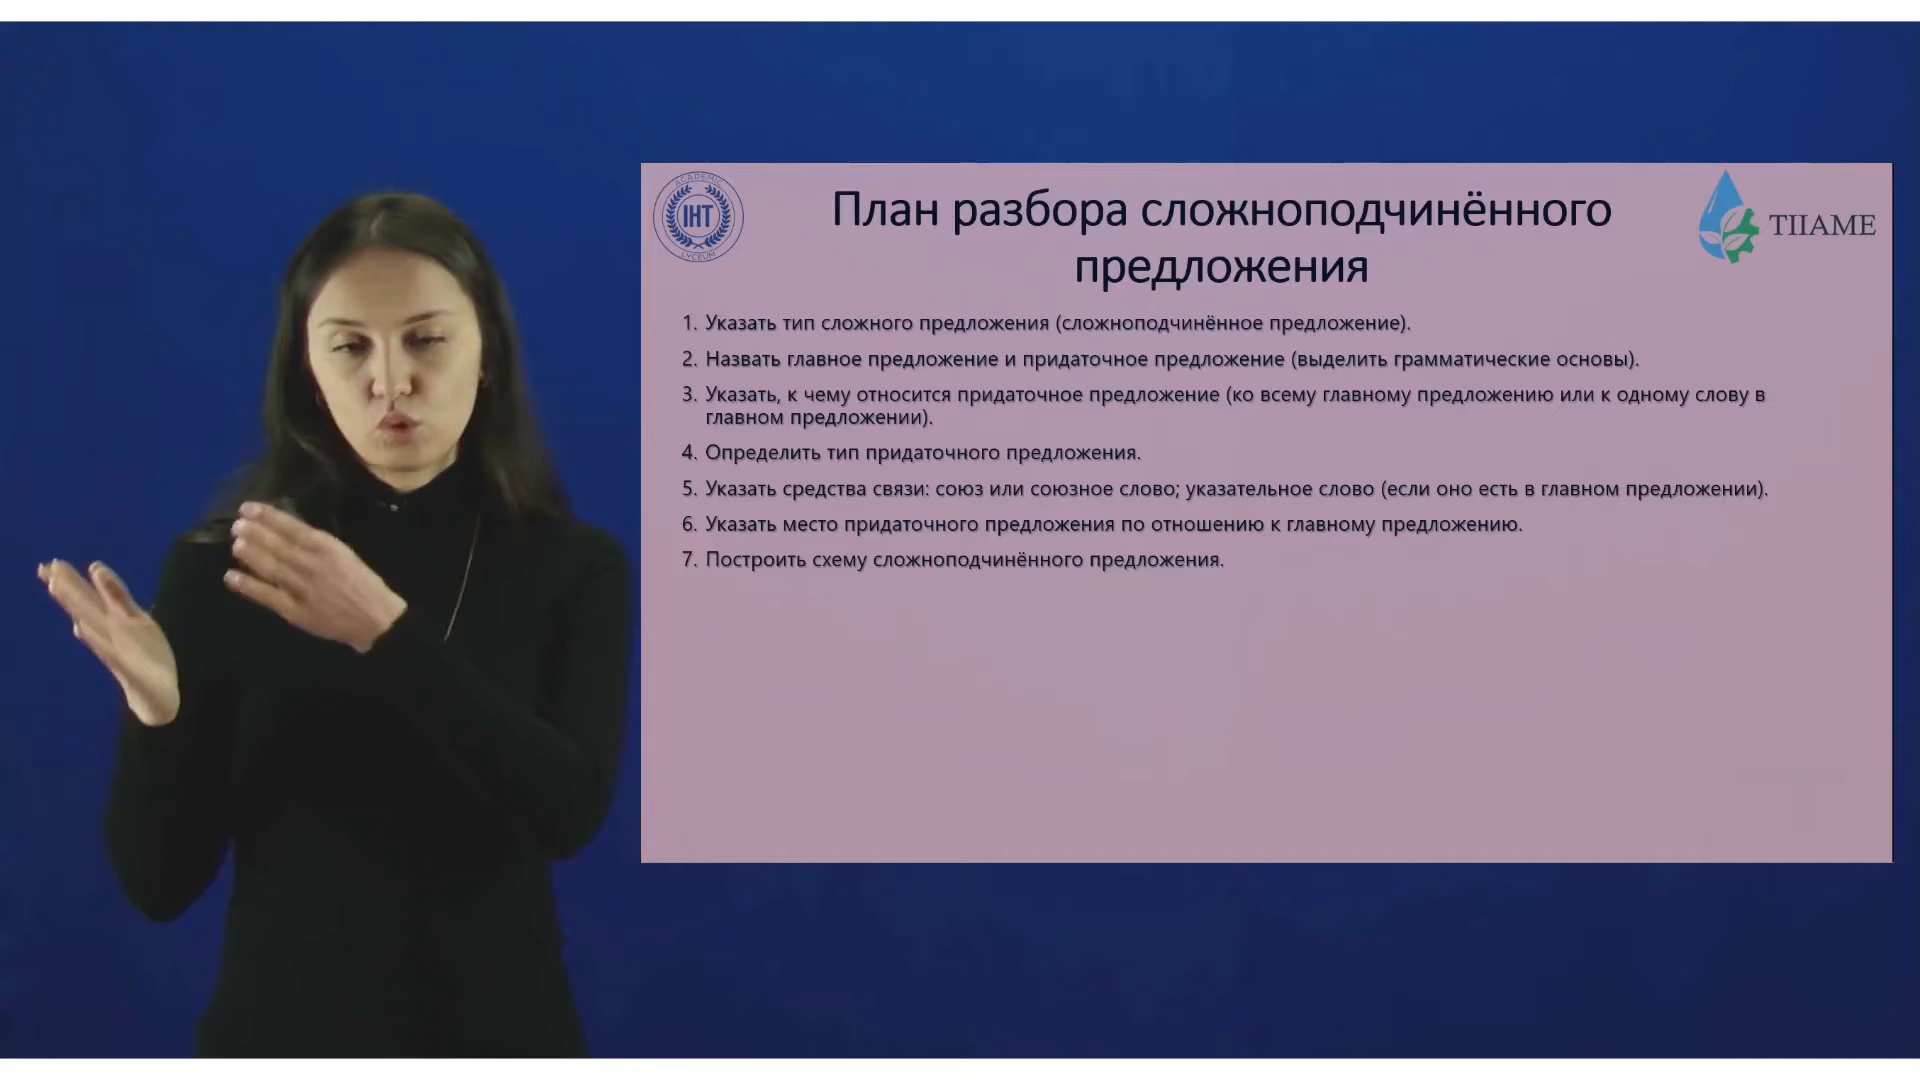 ACADEMIC
IHT
LYCEUM
План разбора сложноподчинённого
предложения
TIIAME
1. Указать тип сложного предложения (сложноподчинённое предложение).
2. Назвать главное предложение и придаточное предложение (выделить грамматические основы).
3. Указать, к чему относится придаточное предложение (ко всему главному предложению или к одному слову в
главном предложении).
4. Определить тип придаточного предложения.
5. Указать средства связи: союз или союзное слово; указательное слово (если оно есть в главном предложении).
6. Указать место придаточного предложения по отношению к главному предложению.
7. Построить схему сложноподчинённого предложения.